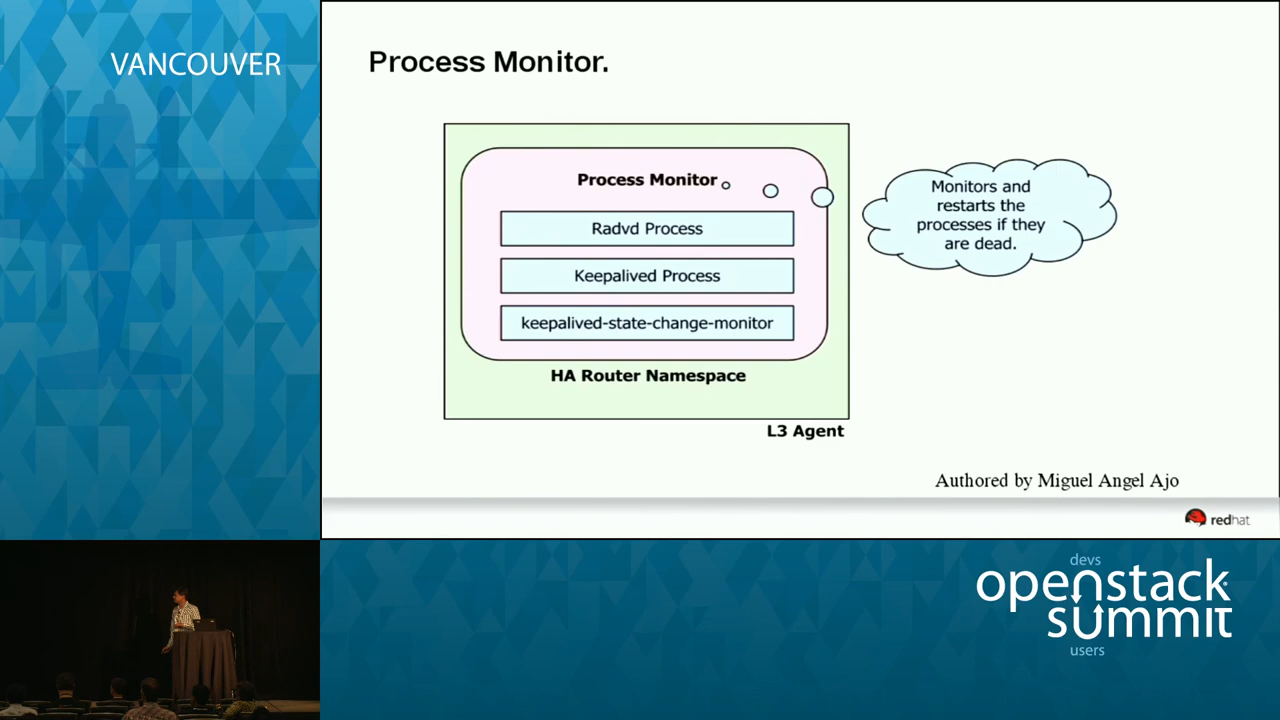 VANCOUVER
Process Monitor.
Process Monitor
Radvd Process
Keepalived Process
keepalived-state-change-monitor
HA Router Namespace
L3 Agent
Monitors and
restarts the
processes if they
are dead.
Authored by Miguel Angel Ajo
redhat
devs
openstack
summit
users